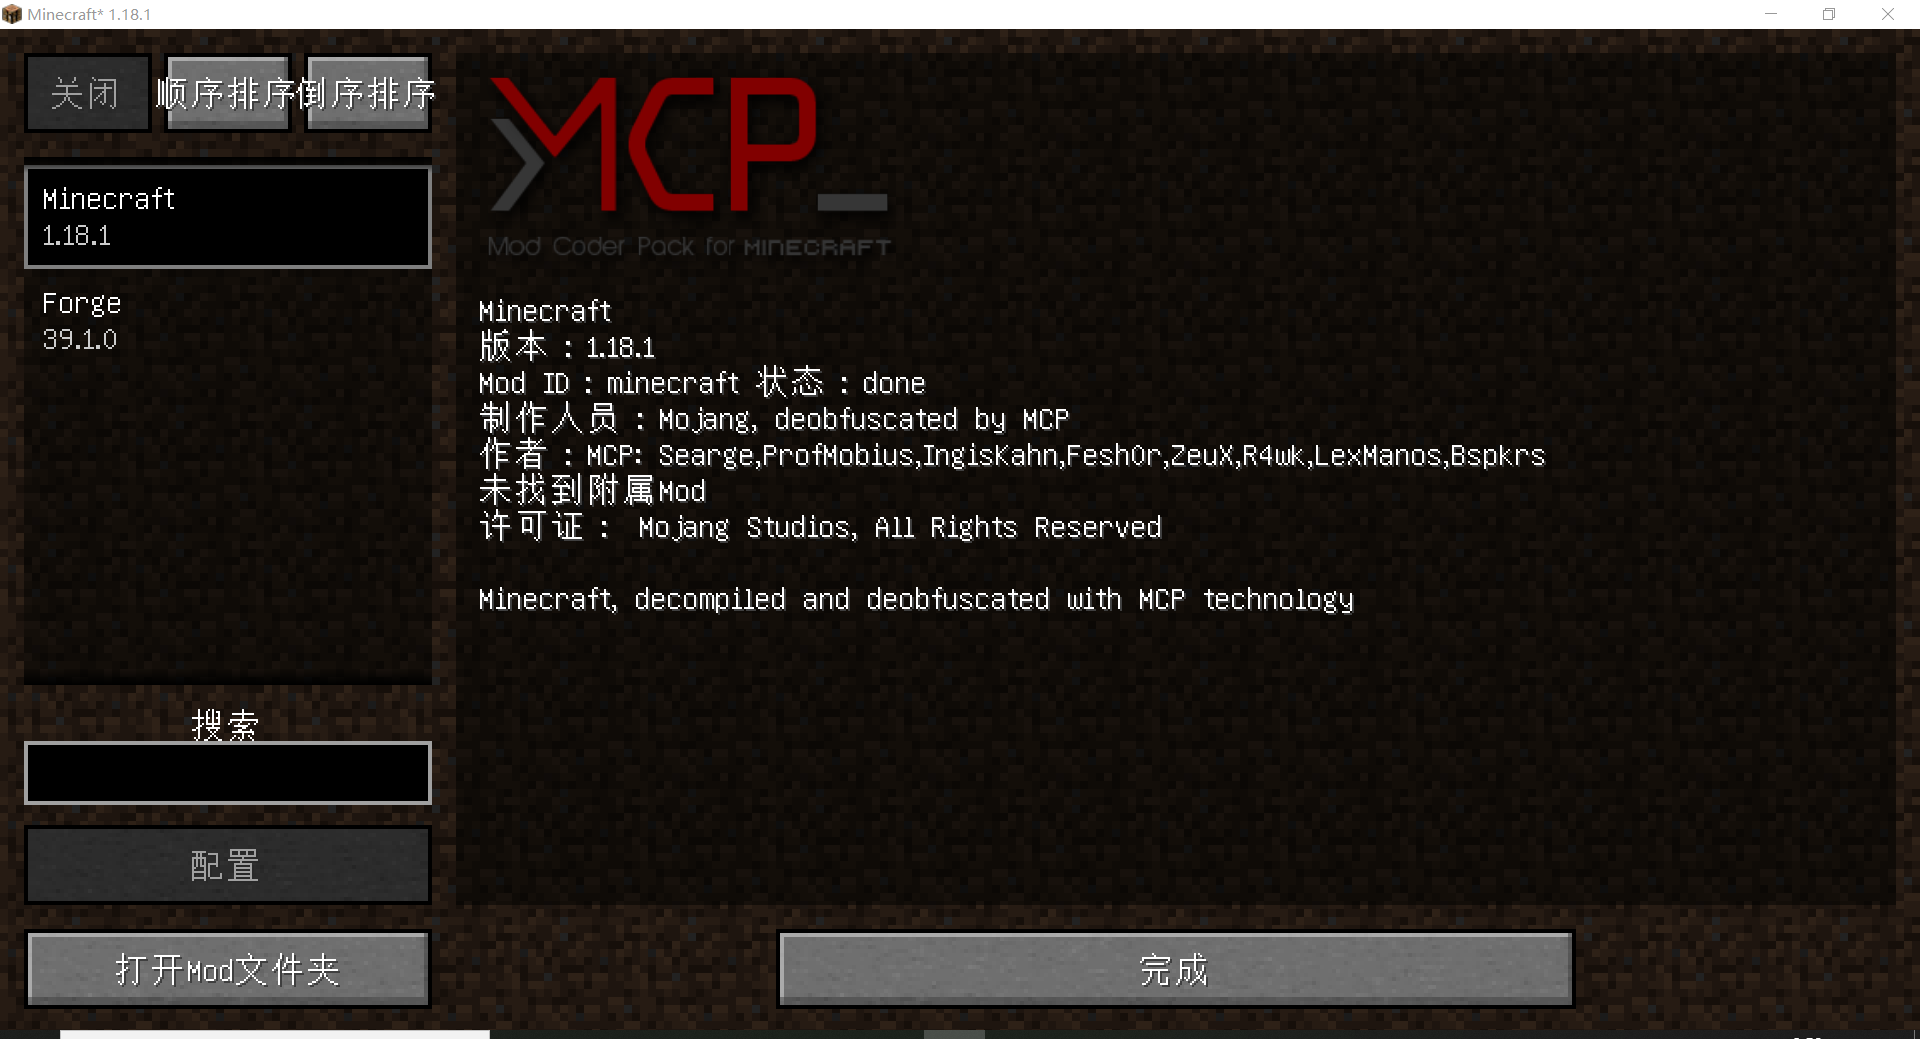 Minecraft* 1.18.1
关闭
顺序排序
倒序排序
MCP_
Mod Coder Pack for MINECRAFT
Minecraft
1.18.1
Forge
39.1.0
搜索
配置
打开Mod文件夹
Minecraft
版本：1.18.1
Mod ID：minecraft 状态：done
制作人员：Mojang, deobfuscated by MCP
作者：MCP: Searge,ProfMobius,IngisKahn,Fesh0r,ZeuX,R4wk,LexManos,Bspkrs
未找到附属Mod
许可证： Mojang Studios, All Rights Reserved
Minecraft, decompiled and deobfuscated with MCP technology
完成